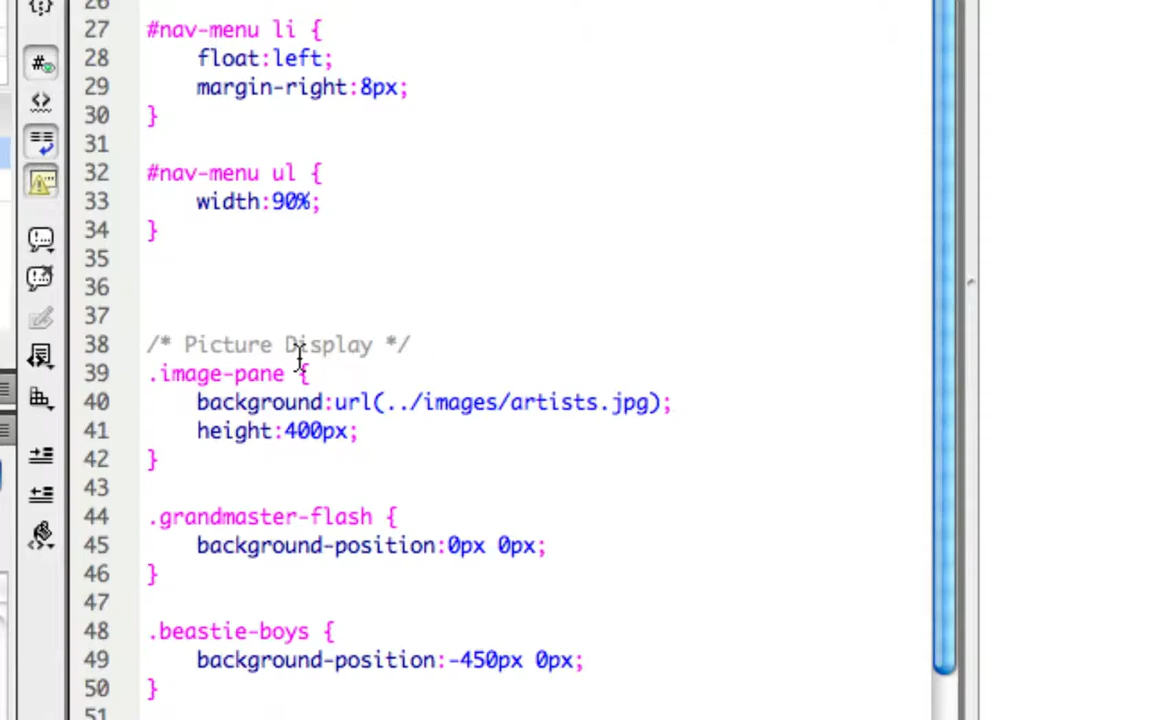 26
27 #nav-menu li {
28 float:left;
29 margin-right:8px;
30 }
31
32 #nav-menu ul {
33 width:90%;
34 }
35
36
37
38 /* Picture Display */
39 .image-pane {
40 background:url(../images/artists.jpg);
41 height:400px;
42 }
43
44 .grandmaster-flash {
45 background-position:0px 0px;
46 }
47
48 .beastie-boys {
49 background-position:-450px 0px;
50 }
51